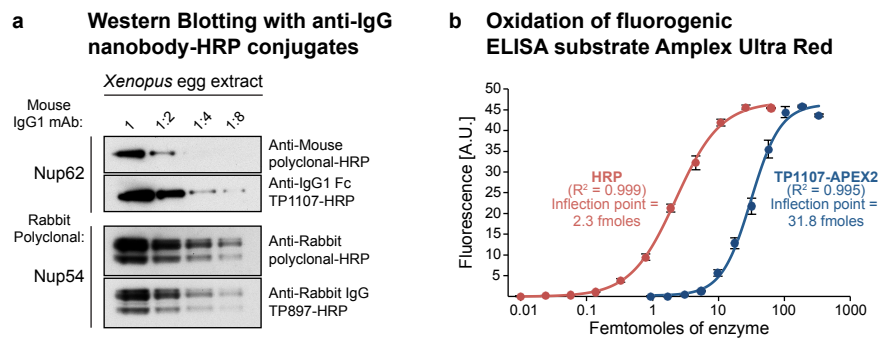 a Western Blotting with anti-IgG
nanobody-HRP conjugates
Xenopus egg extract
Mouse
IgG1 mAb:
1 1:2 1:4 1:8
Nup62
Anti-Mouse
polyclonal-HRP
Anti-IgG1 Fc
TP1107-HRP
Rabbit
Polyclonal:
Nup54
Anti-Rabbit
polyclonal-HRP
Anti-Rabbit IgG
TP897-HRP
b Oxidation of fluorogenic
ELISA substrate Amplex Ultra Red
Fluorescence [A.U.]
50
45
40
35
30
25
20
15
10
5
HRP
(R² = 0.999)
Inflection point =
2.3 fmoles
TP1107-APEX2
(R² = 0.995)
Inflection point =
31.8 fmoles
0.01 0.1 1 10 100 1000
Femtomoles of enzyme